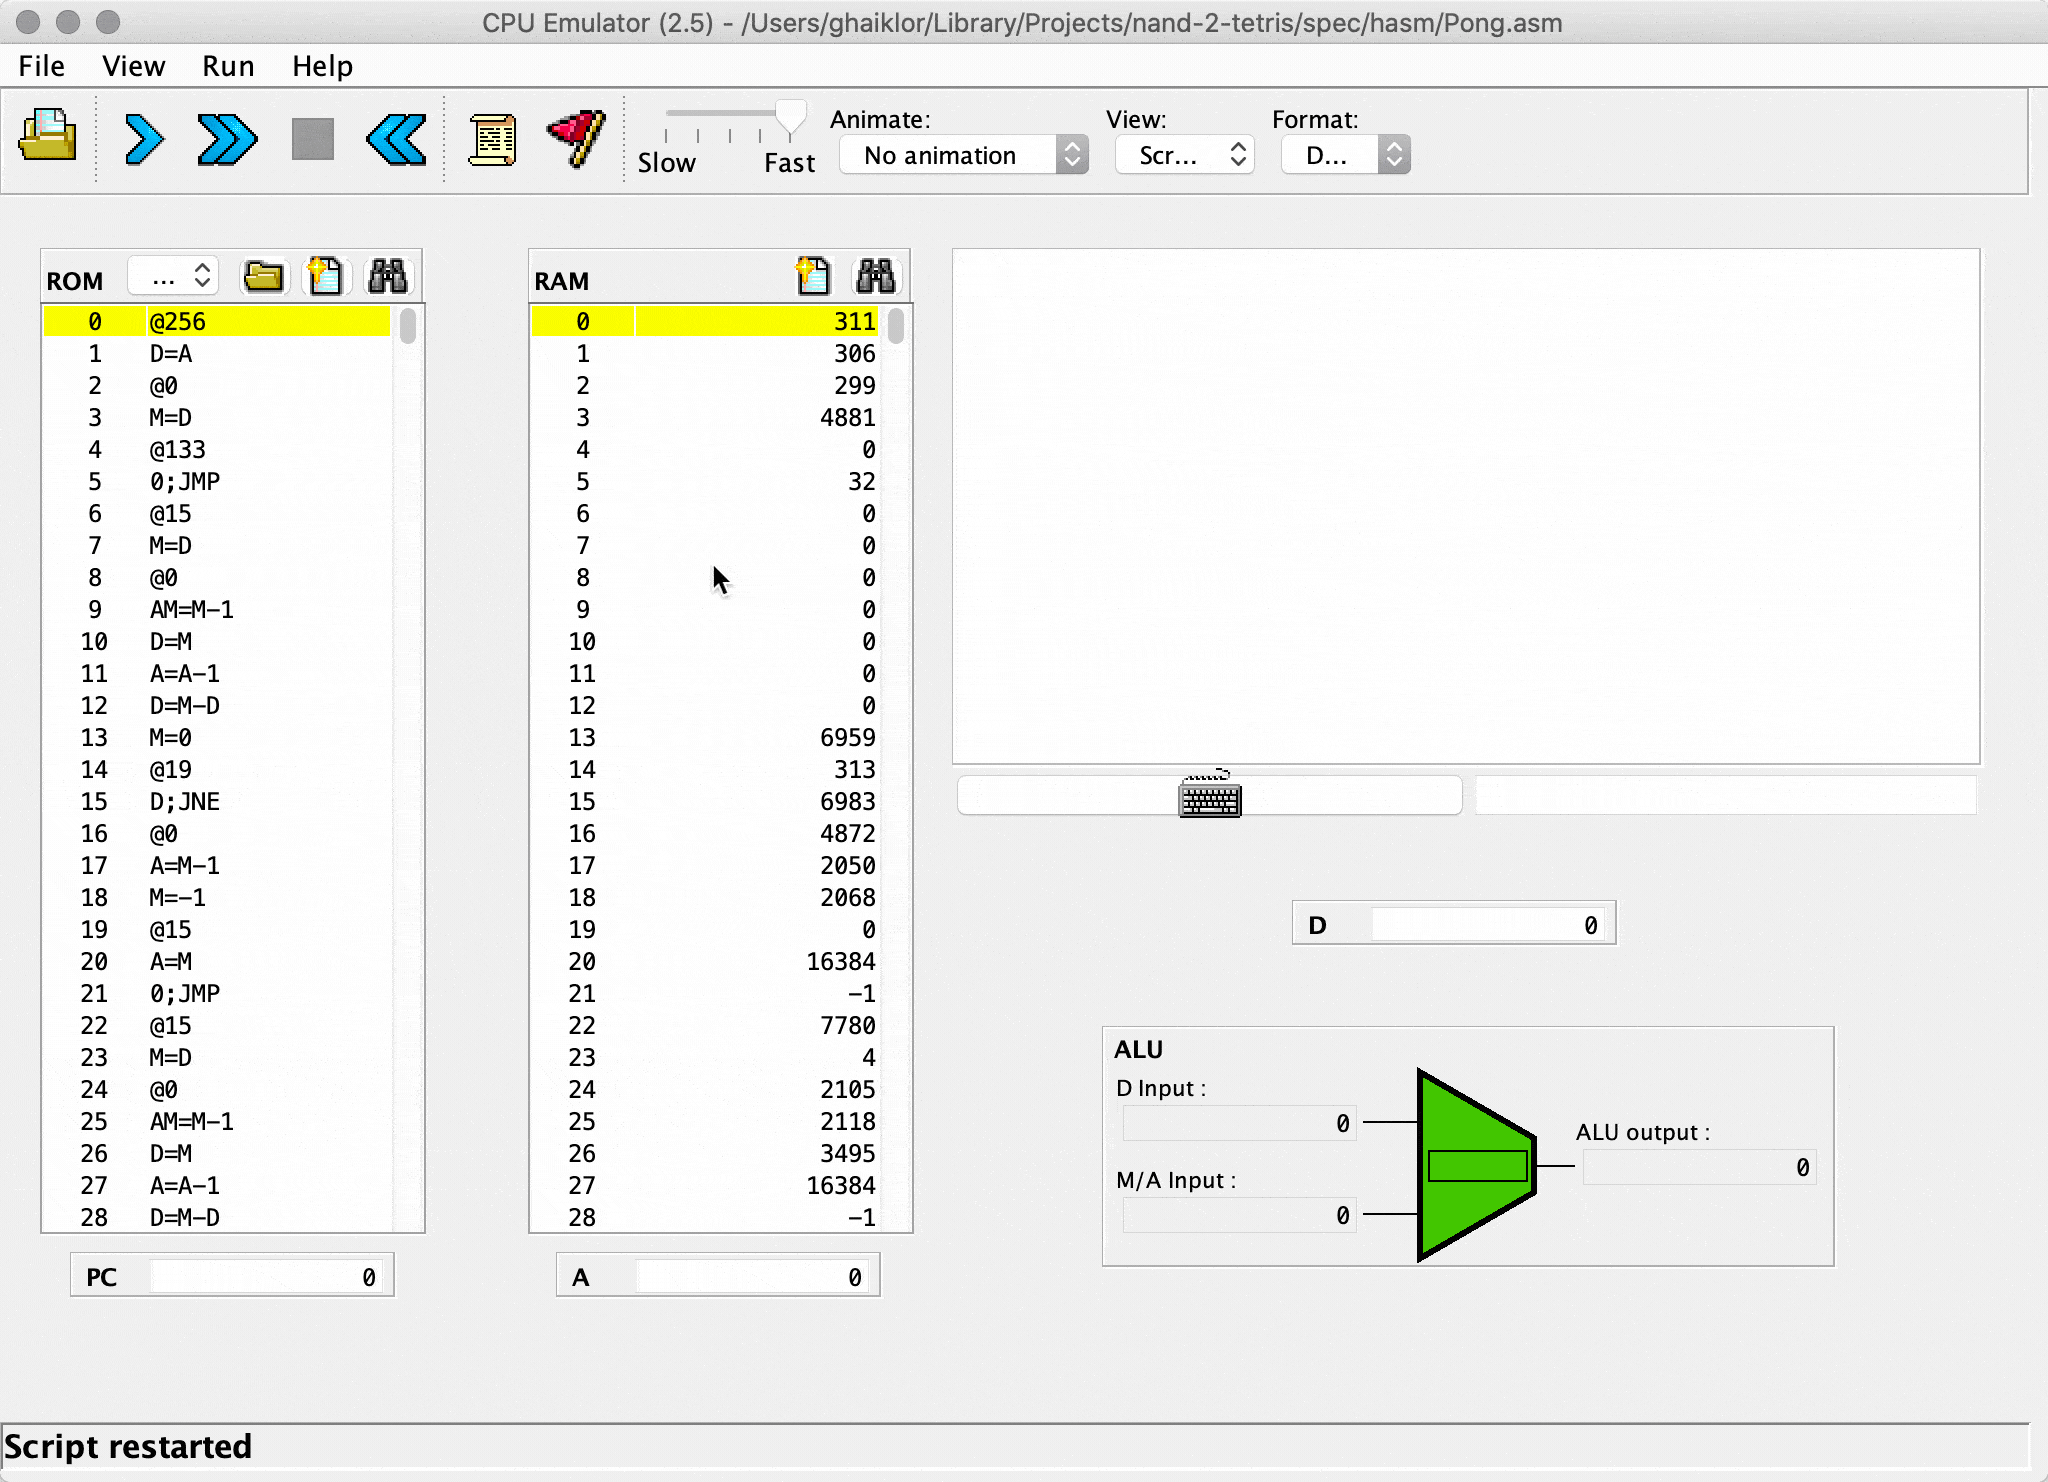 CPU Emulator (2.5) - /Users/ghaiklor/Library/Projects/nand-2-tetris/spec/hasm/Pong.asm
File View Run Help
Slow Fast
Animate:
No animation
View:
Scr...
Format:
D...
ROM ...
0 @256
1 D=A
2 @0
3 M=D
4 @133
5 0;JMP
6 @15
7 M=D
8 @0
9 AM=M-1
10 D=M
11 A=A-1
12 D=M-D
13 M=0
14 @19
15 D;JNE
16 @0
17 A=M-1
18 M=-1
19 @15
20 A=M
21 0;JMP
22 @15
23 M=D
24 @0
25 AM=M-1
26 D=M
27 A=A-1
28 D=M-D
PC 0
RAM
0 311
1 306
2 299
3 4881
4 0
5 32
6 0
7 0
8 0
9 0
10 0
11 0
12 0
13 6959
14 313
15 6983
16 4872
17 2050
18 2068
19 0
20 16384
21 -1
22 7780
23 4
24 2105
25 2118
26 3495
27 16384
28 -1
A 0
D 0
ALU
D Input :
0
M/A Input :
0
ALU output :
0
Script restarted